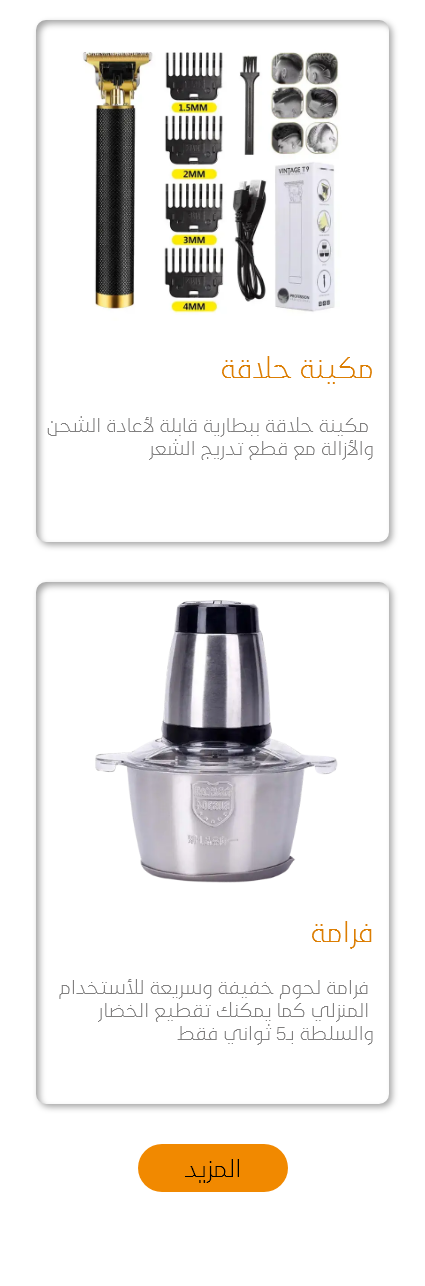 1.5MM
2MM
3MM
4MM
VINTAGE T9
مكينة حلاقة
مكينة حلاقة ببطارية قابلة لأعادة الشحن
والأزالة مع قطع تدريج الشعر
فرامة
فرامة لحوم خفيفة وسريعة للأستخدام
المنزلي كما يمكنك تقطيع الخضار
والسلطة بـ5 ثواني فقط
المزيد